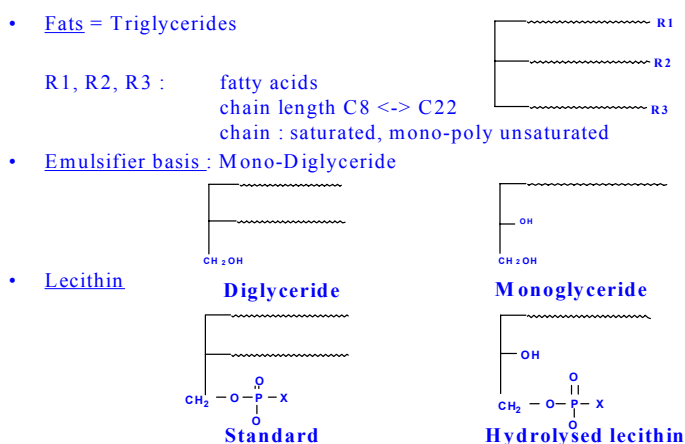 • Fats = Triglycerides
R1
R2
R3
R1, R2, R3 : fatty acids
chain length C8 <-> C22
chain : saturated, mono-poly unsaturated
• Emulsifier basis : Mono-Diglyceride
OH
CH2OH
CH2OH
• Lecithin
Diglyceride
Monoglyceride
OH
O
CH2 – O – P – X
O
O
CH2 – O – P – X
O
Standard
Hydrolysed lecithin